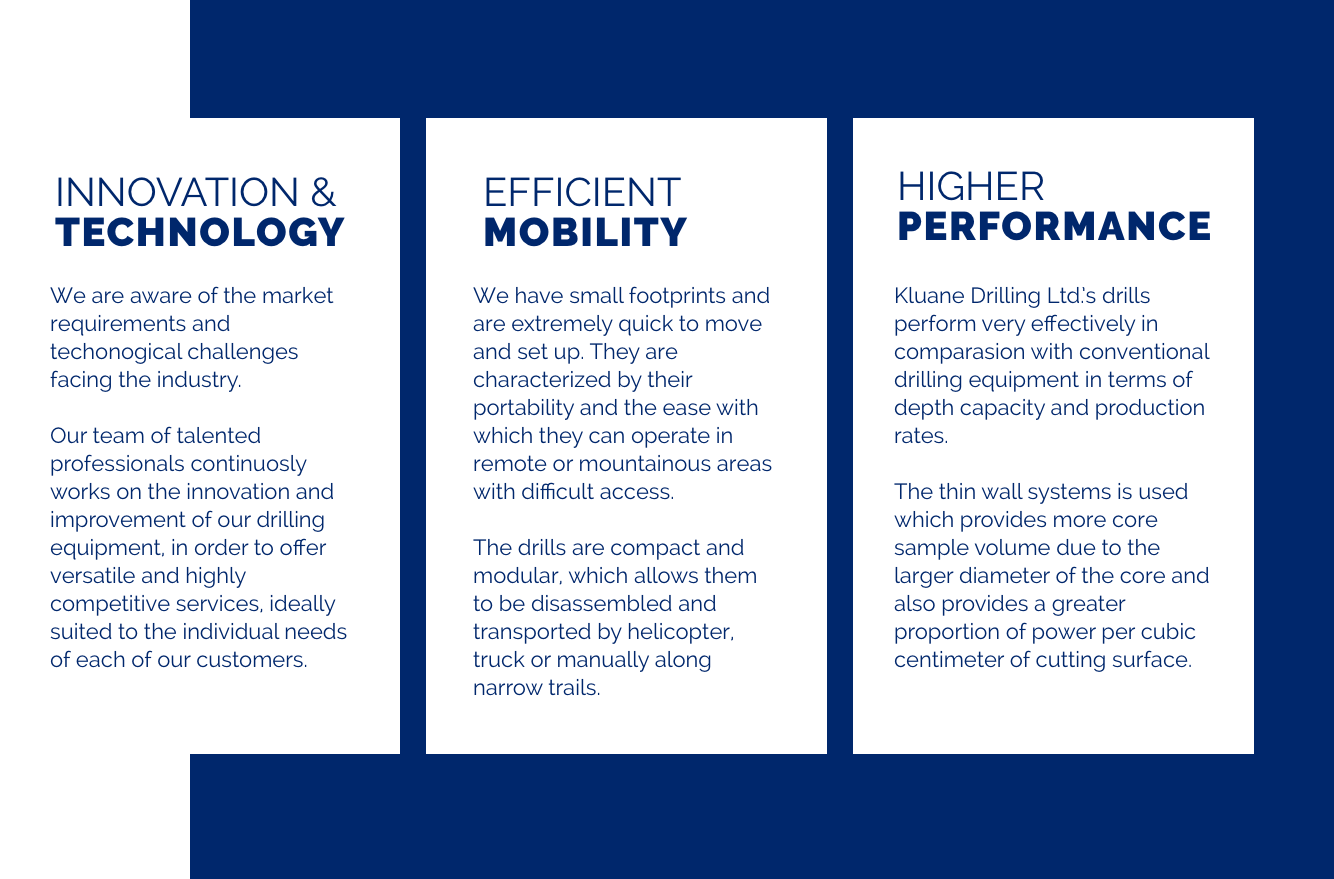 INNOVATION &
TECHNOLOGY
We are aware of the market
requirements and
techonogical challenges
facing the industry.
Our team of talented
professionals continuosly
works on the innovation and
improvement of our drilling
equipment, in order to offer
versatile and highly
competitive services, ideally
suited to the individual needs
of each of our customers.
EFFICIENT
MOBILITY
We have small footprints and
are extremely quick to move
and set up. They are
characterized by their
portability and the ease with
which they can operate in
remote or mountainous areas
with difficult access.
The drills are compact and
modular, which allows them
to be disassembled and
transported by helicopter,
truck or manually along
narrow trails.
HIGHER
PERFORMANCE
Kluane Drilling Ltd.'s drills
perform very effectively in
comparasion with conventional
drilling equipment in terms of
depth capacity and production
rates.
The thin wall systems is used
which provides more core
sample volume due to the
larger diameter of the core and
also provides a greater
proportion of power per cubic
centimeter of cutting surface.